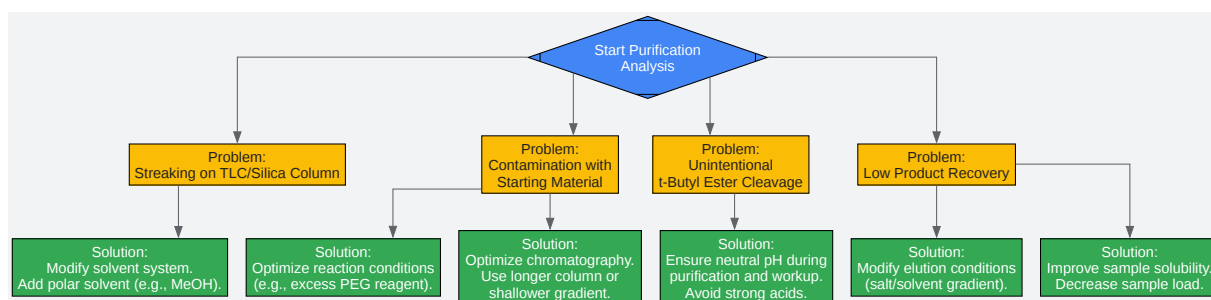 Start Purification
Analysis
Problem:
Streaking on TLC/Silica Column
Problem:
Contamination with
Starting Material
Problem:
Unintentional
t-Butyl Ester Cleavage
Problem:
Low Product Recovery
Solution:
Modify solvent system.
Add polar solvent (e.g., MeOH).
Solution:
Optimize reaction conditions
(e.g., excess PEG reagent).
Solution:
Optimize chromatography.
Use longer column or
shallower gradient.
Solution:
Ensure neutral pH during
purification and workup.
Avoid strong acids.
Solution:
Modify elution conditions
(salt/solvent gradient).
Solution:
Improve sample solubility.
Decrease sample load.